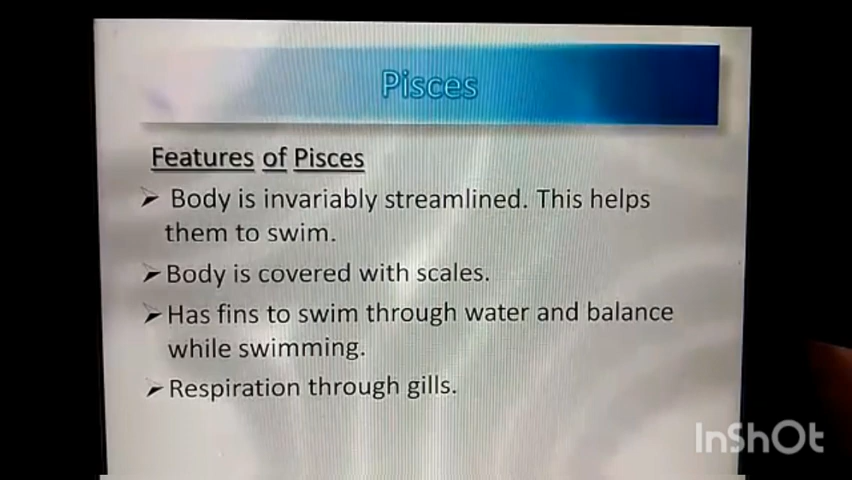 Pisces
Features of Pisces
➢ Body is invariably streamlined. This helps
them to swim.
➢ Body is covered with scales.
➢ Has fins to swim through water and balance
while swimming.
➢ Respiration through gills.
InShOt